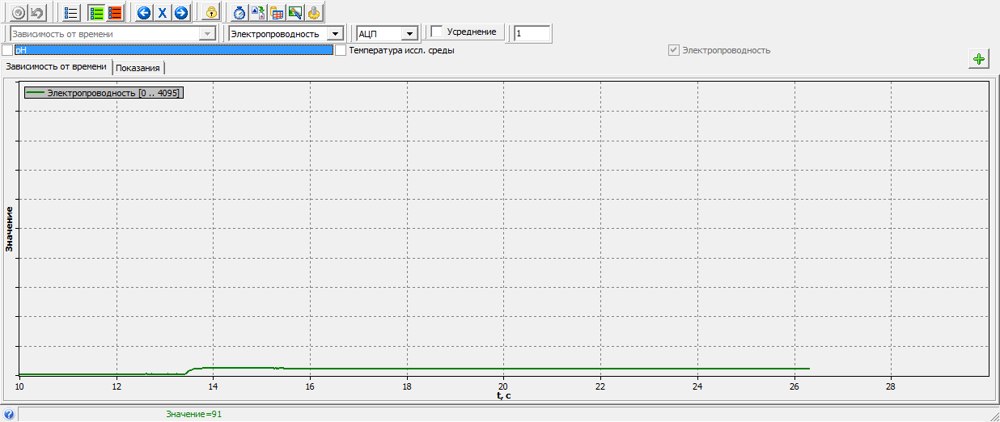 X
Зависимость от времени Электропроводность АЦП Усреднение 1
pH Температура иссл. среды Электропроводность
Зависимость от времени Показания
Электропроводность [0 .. 4095]
Значение
10 12 14 16 18 20 22 24 26 28
t, c
? Значение=91